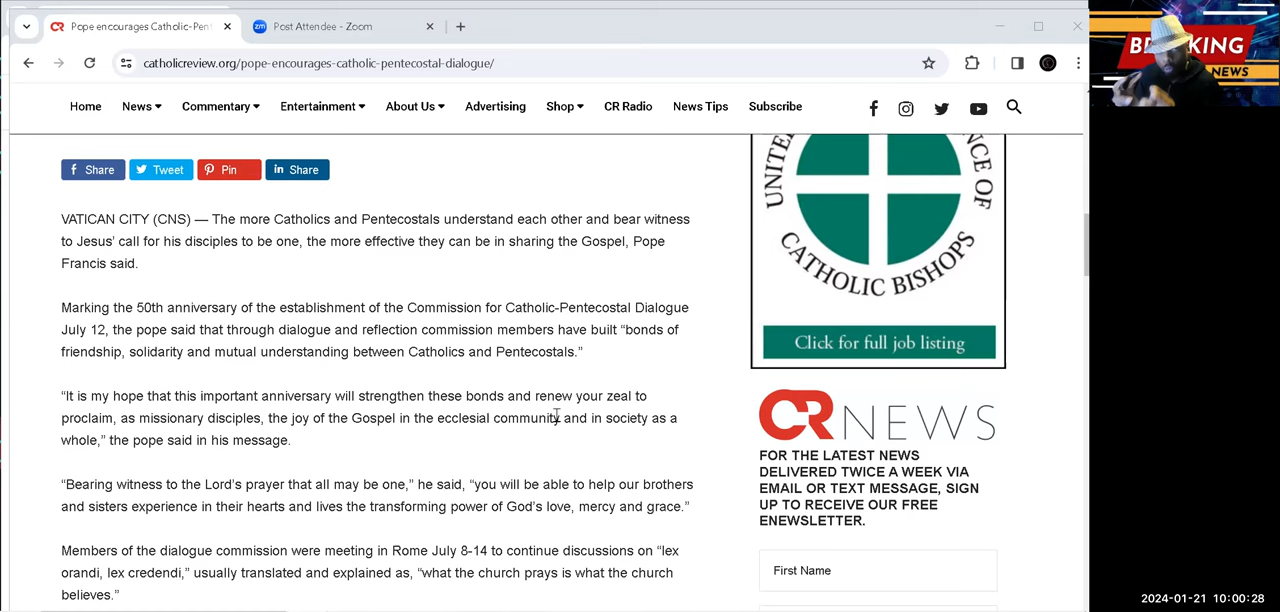 Pope encourages Catholic-Pen
zm Post Attendee - Zoom
catholicreview.org/pope-encourages-catholic-pentecostal-dialogue/
Home News Commentary Entertainment About Us Advertising Shop CR Radio News Tips Subscribe
Share Tweet Pin Share
VATICAN CITY (CNS) — The more Catholics and Pentecostals understand each other and bear witness
to Jesus’ call for his disciples to be one, the more effective they can be in sharing the Gospel, Pope
Francis said.
Marking the 50th anniversary of the establishment of the Commission for Catholic-Pentecostal Dialogue
July 12, the pope said that through dialogue and reflection commission members have built “bonds of
friendship, solidarity and mutual understanding between Catholics and Pentecostals.”
“It is my hope that this important anniversary will strengthen these bonds and renew your zeal to
proclaim, as missionary disciples, the joy of the Gospel in the ecclesial community and in society as a
whole,” the pope said in his message.
“Bearing witness to the Lord’s prayer that all may be one,” he said, “you will be able to help our brothers
and sisters experience in their hearts and lives the transforming power of God’s love, mercy and grace.”
Members of the dialogue commission were meeting in Rome July 8-14 to continue discussions on “lex
orandi, lex credendi,” usually translated and explained as, “what the church prays is what the church
believes.”
CATHOLIC BISHOPS
Click for full job listing
CR NEWS
FOR THE LATEST NEWS
DELIVERED TWICE A WEEK VIA
EMAIL OR TEXT MESSAGE, SIGN
UP TO RECEIVE OUR FREE
ENEWSLETTER.
First Name
NEWS
2024-01-21 10:00:28